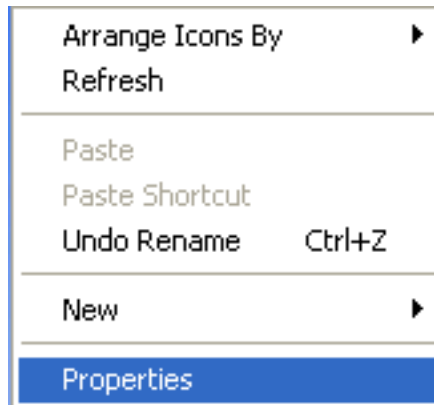 Arrange Icons By
Refresh
Paste
Paste Shortcut
Undo Rename Ctrl+Z
New
Properties